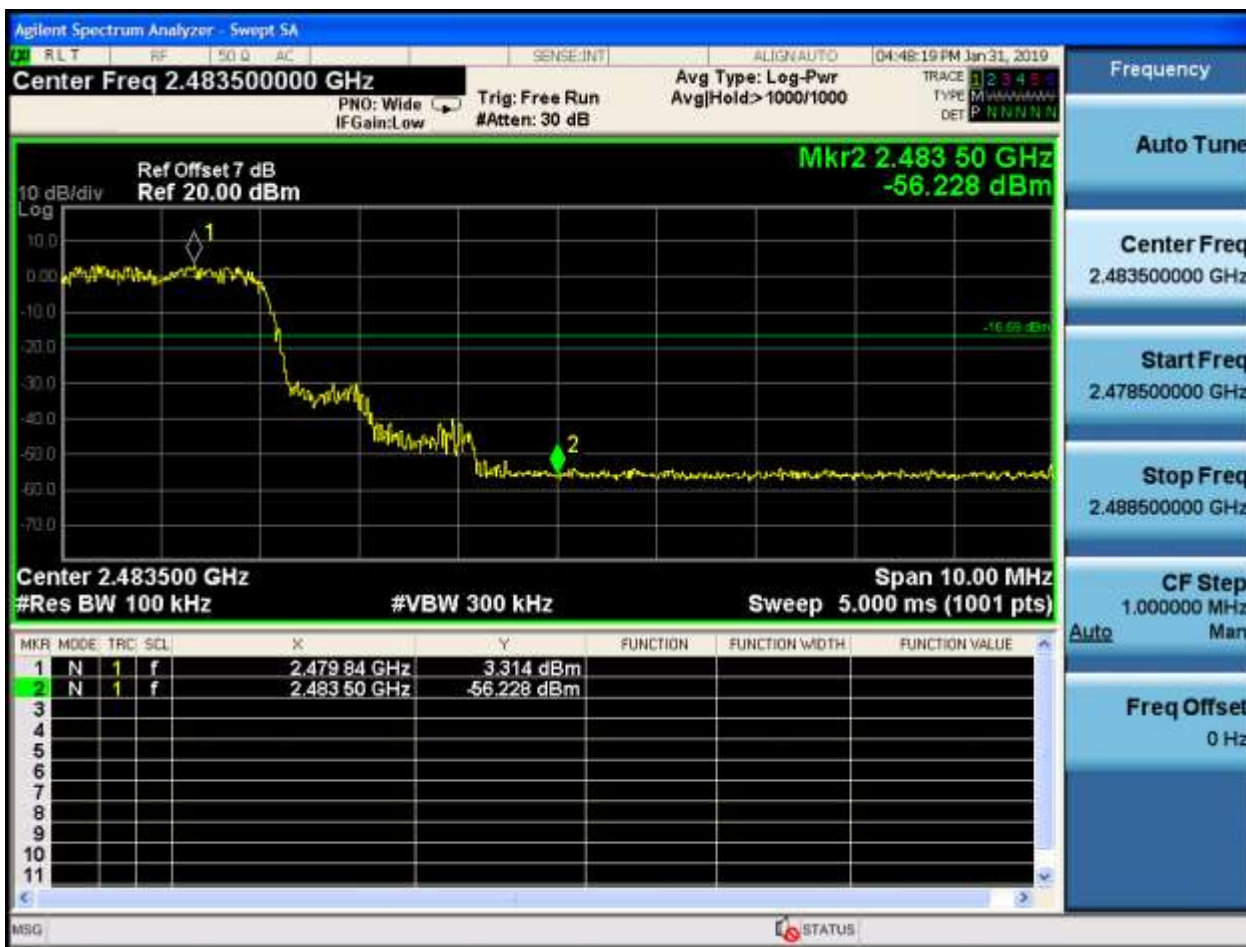 Agilent Spectrum Analyzer - Swept SA
RLT RF 50 Ω AC SENSE:INT ALIGN AUTO 04:48:19 PM Jan 31, 2019
Center Freq 2.483500000 GHz
PNO: Wide
IFGain:Low
Trig: Free Run
#Atten: 30 dB
Avg Type: Log-Pwr
Avg|Hold:>1000/1000
TRACE 1 2 3 4 5 6
TYPE M
DET P N N N N N
Mkr2 2.483 50 GHz
-56.228 dBm
Ref Offset 7 dB
10 dB/div Ref 20.00 dBm
Log
1
10.0
0.00
-10.0
-16.69 dBm
-20.0
-30.0
-40.0
2
-50.0
-60.0
-70.0
Center 2.483500 GHz Span 10.00 MHz
#Res BW 100 kHz #VBW 300 kHz Sweep 5.000 ms (1001 pts)
MKR MODE TRC SCL X Y FUNCTION FUNCTION WIDTH FUNCTION VALUE
1 N 1 f 2.479 84 GHz 3.314 dBm
2 N 1 f 2.483 50 GHz -56.228 dBm
3
4
5
6
7
8
9
10
11
MSG STATUS
Frequency
Auto Tune
Center Freq
2.483500000 GHz
Start Freq
2.478500000 GHz
Stop Freq
2.488500000 GHz
CF Step
1.000000 MHz
Auto Man
Freq Offset
0 Hz